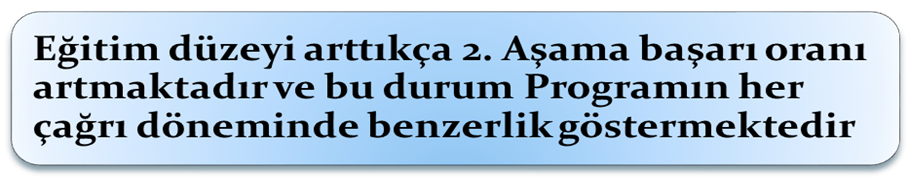 Eğitim düzeyi arttıkça 2. Aşama başarı oranı
artmaktadır ve bu durum Programın her
çağrı döneminde benzerlik göstermektedir